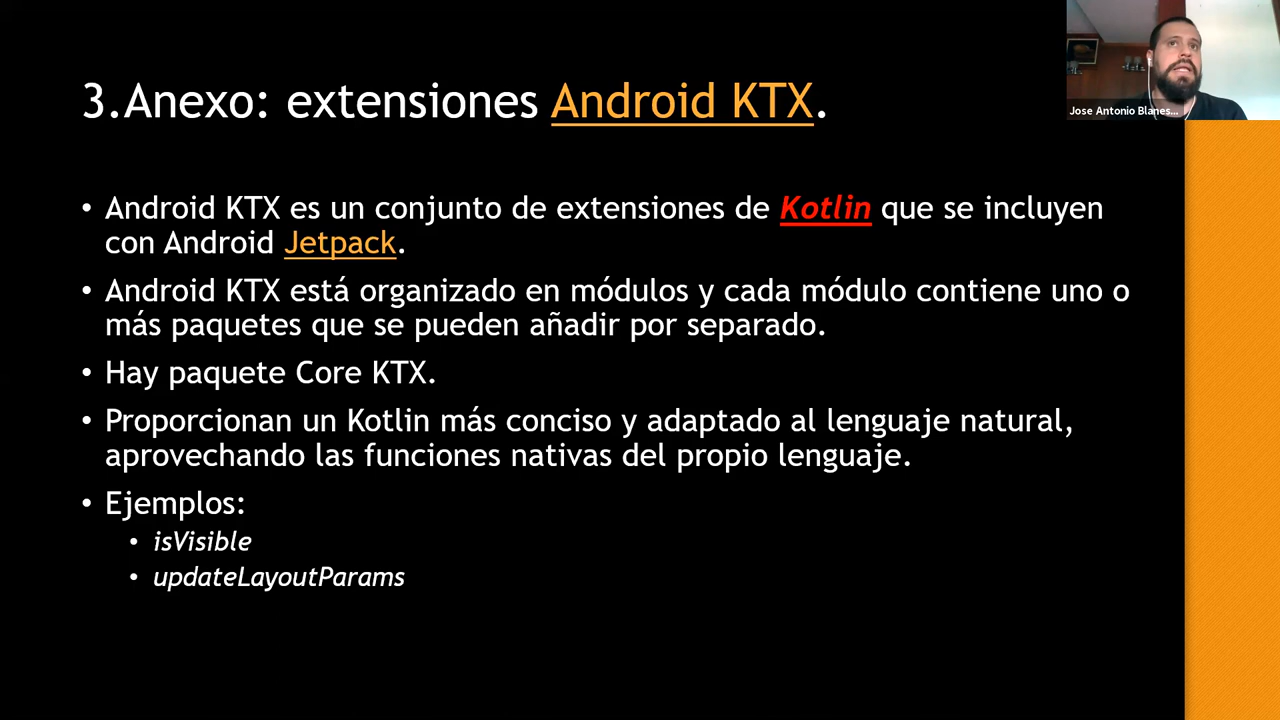 3.Anexo: extensiones Android KTX.
Jose Antonio Blanes...
• Android KTX es un conjunto de extensiones de Kotlin que se incluyen
con Android Jetpack.
• Android KTX está organizado en módulos y cada módulo contiene uno o
más paquetes que se pueden añadir por separado.
• Hay paquete Core KTX.
• Proporcionan un Kotlin más conciso y adaptado al lenguaje natural,
aprovechando las funciones nativas del propio lenguaje.
• Ejemplos:
• isVisible
• updateLayoutParams